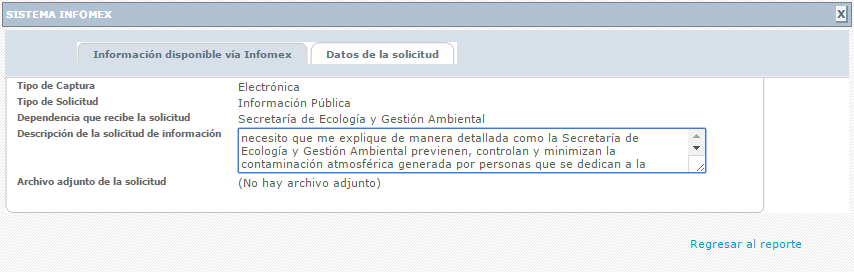 SISTEMA INFOMEX
X
Información disponible vía Infomex
Datos de la solicitud
Tipo de Captura Electrónica
Tipo de Solicitud Información Pública
Dependencia que recibe la solicitud Secretaría de Ecología y Gestión Ambiental
Descripción de la solicitud de información necesito que me explique de manera detallada como la Secretaría de
Ecología y Gestión Ambiental previenen, controlan y minimizan la
contaminación atmosférica generada por personas que se dedican a la
Archivo adjunto de la solicitud (No hay archivo adjunto)
Regresar al reporte